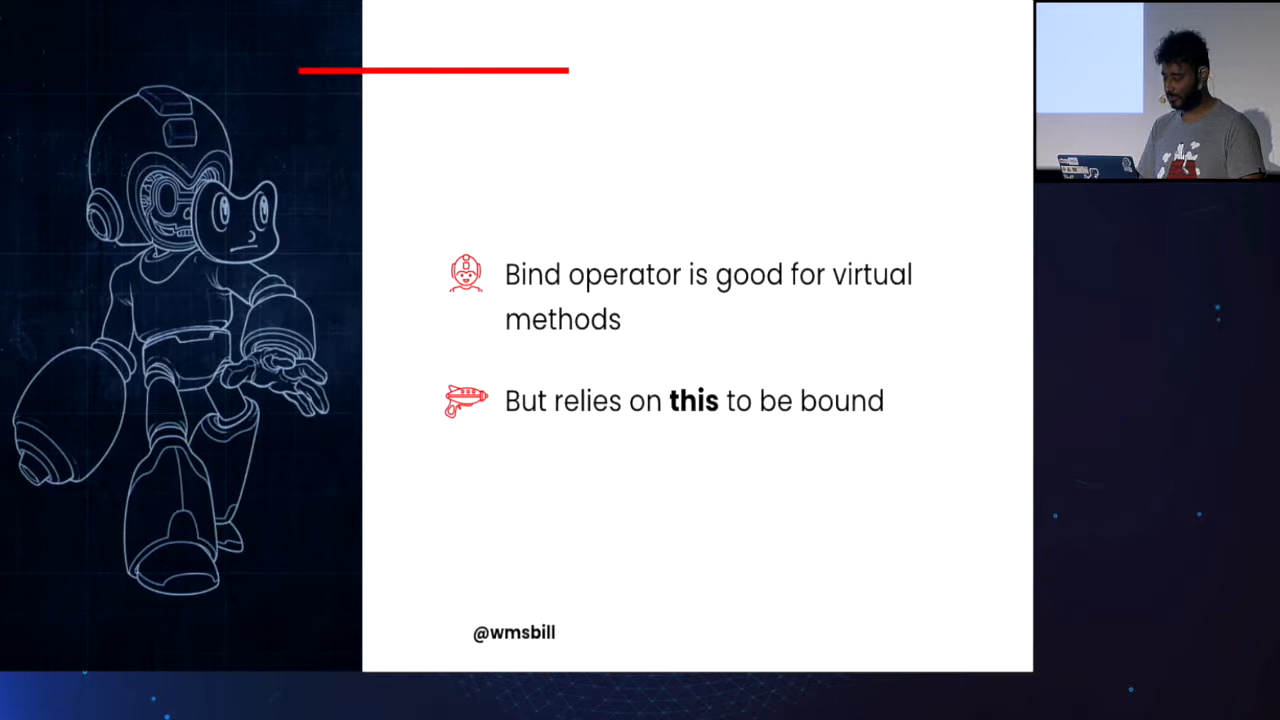 Bind operator is good for virtual
methods
But relies on this to be bound
@wmsbill